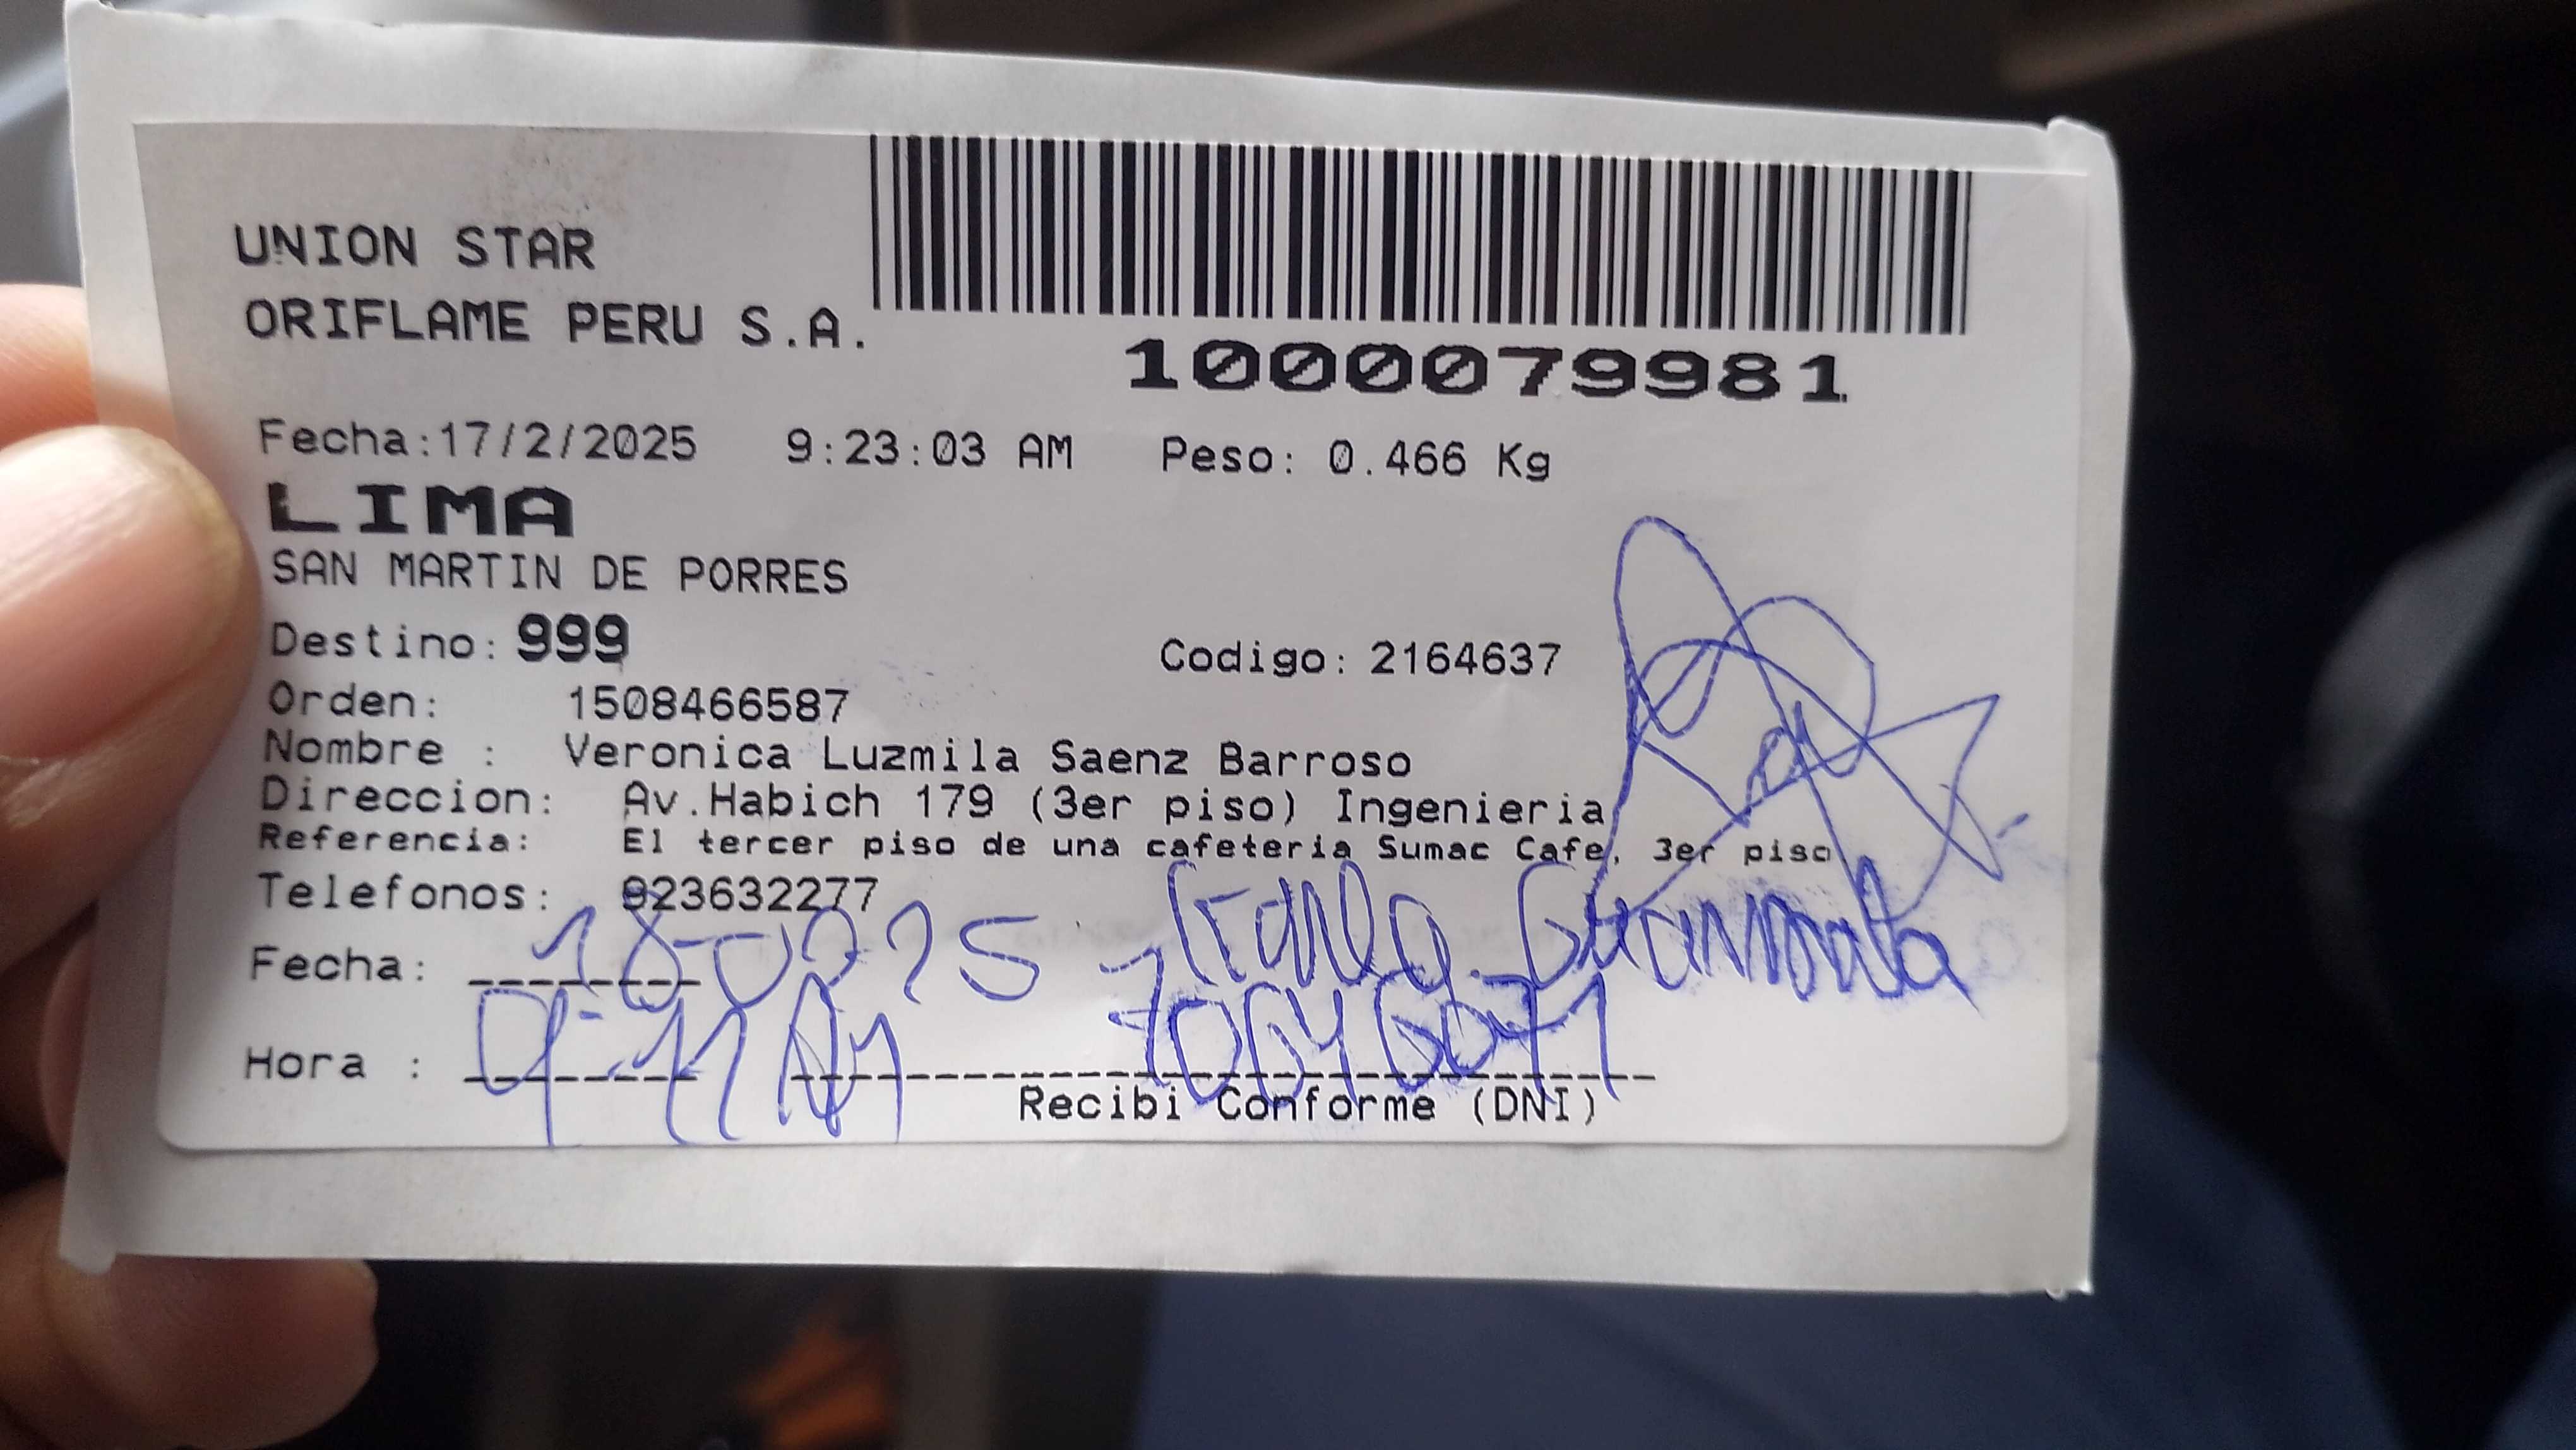 UNION STAR
ORIFLAME PERU S.A.
1000079981
Fecha:17/2/2025 9:23:03 AM Peso: 0.466 Kg
LIMA
SAN MARTIN DE PORRES
Destino: 999 Codigo: 2164637
Orden: 1508466587
Nombre : Veronica Luzmila Saenz Barroso
Direccion: Av.Habich 179 (3er piso) Ingenieria
Referencia: El tercer piso de una cafeteria Sumac Cafe, 3er piso
Telefonos: 923632277
Fecha: 18-02-25
Hora :
Recibi Conforme (DNI)